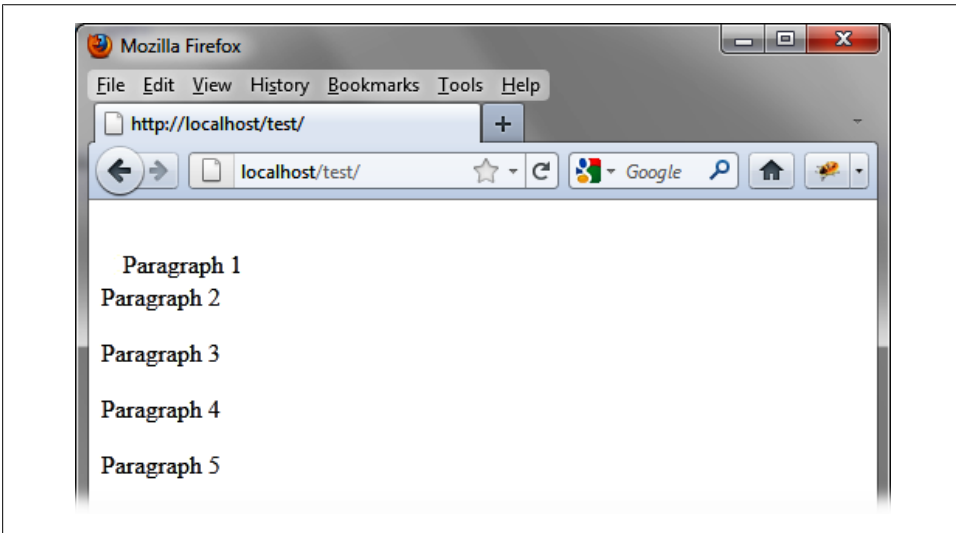 Mozilla Firefox
File Edit View History Bookmarks Tools Help
http://localhost/test/
localhost/test/ Google
Paragraph 1
Paragraph 2
Paragraph 3
Paragraph 4
Paragraph 5